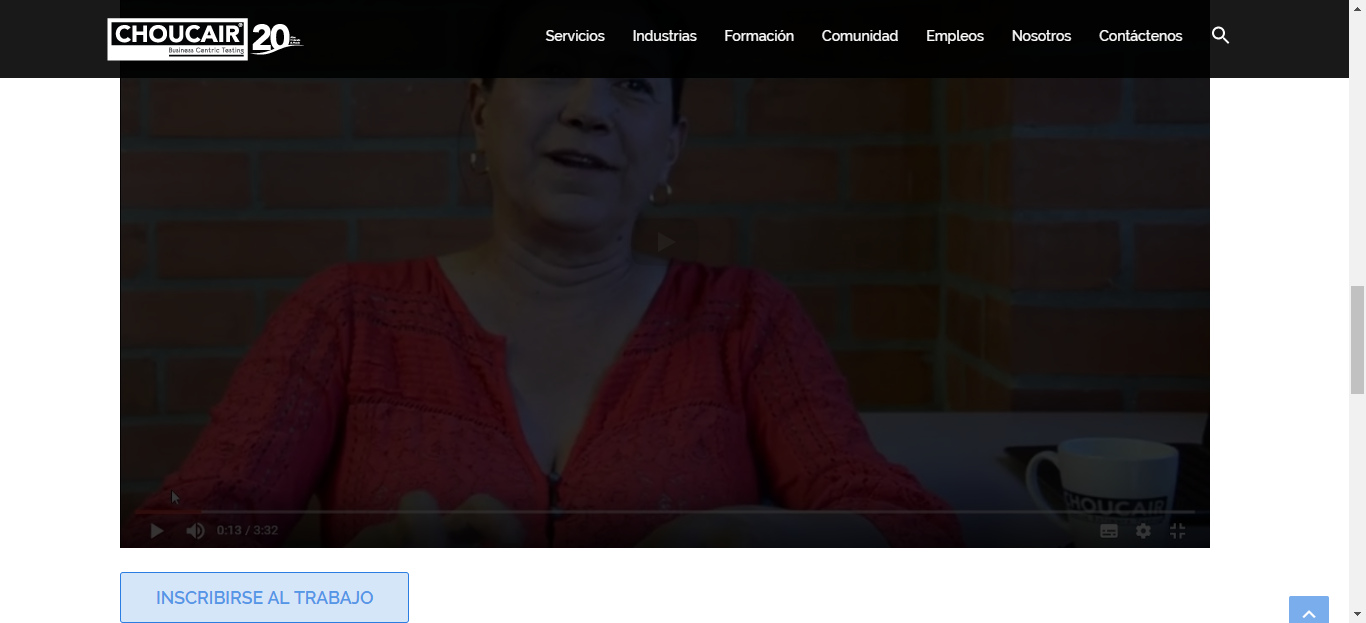 CHOUCAIR®
Business Centric Testing
20
Servicios
Industrias
Formación
Comunidad
Empleos
Nosotros
Contáctenos
CHOUCAIR
0:13 / 3:32
INSCRIBIRSE AL TRABAJO